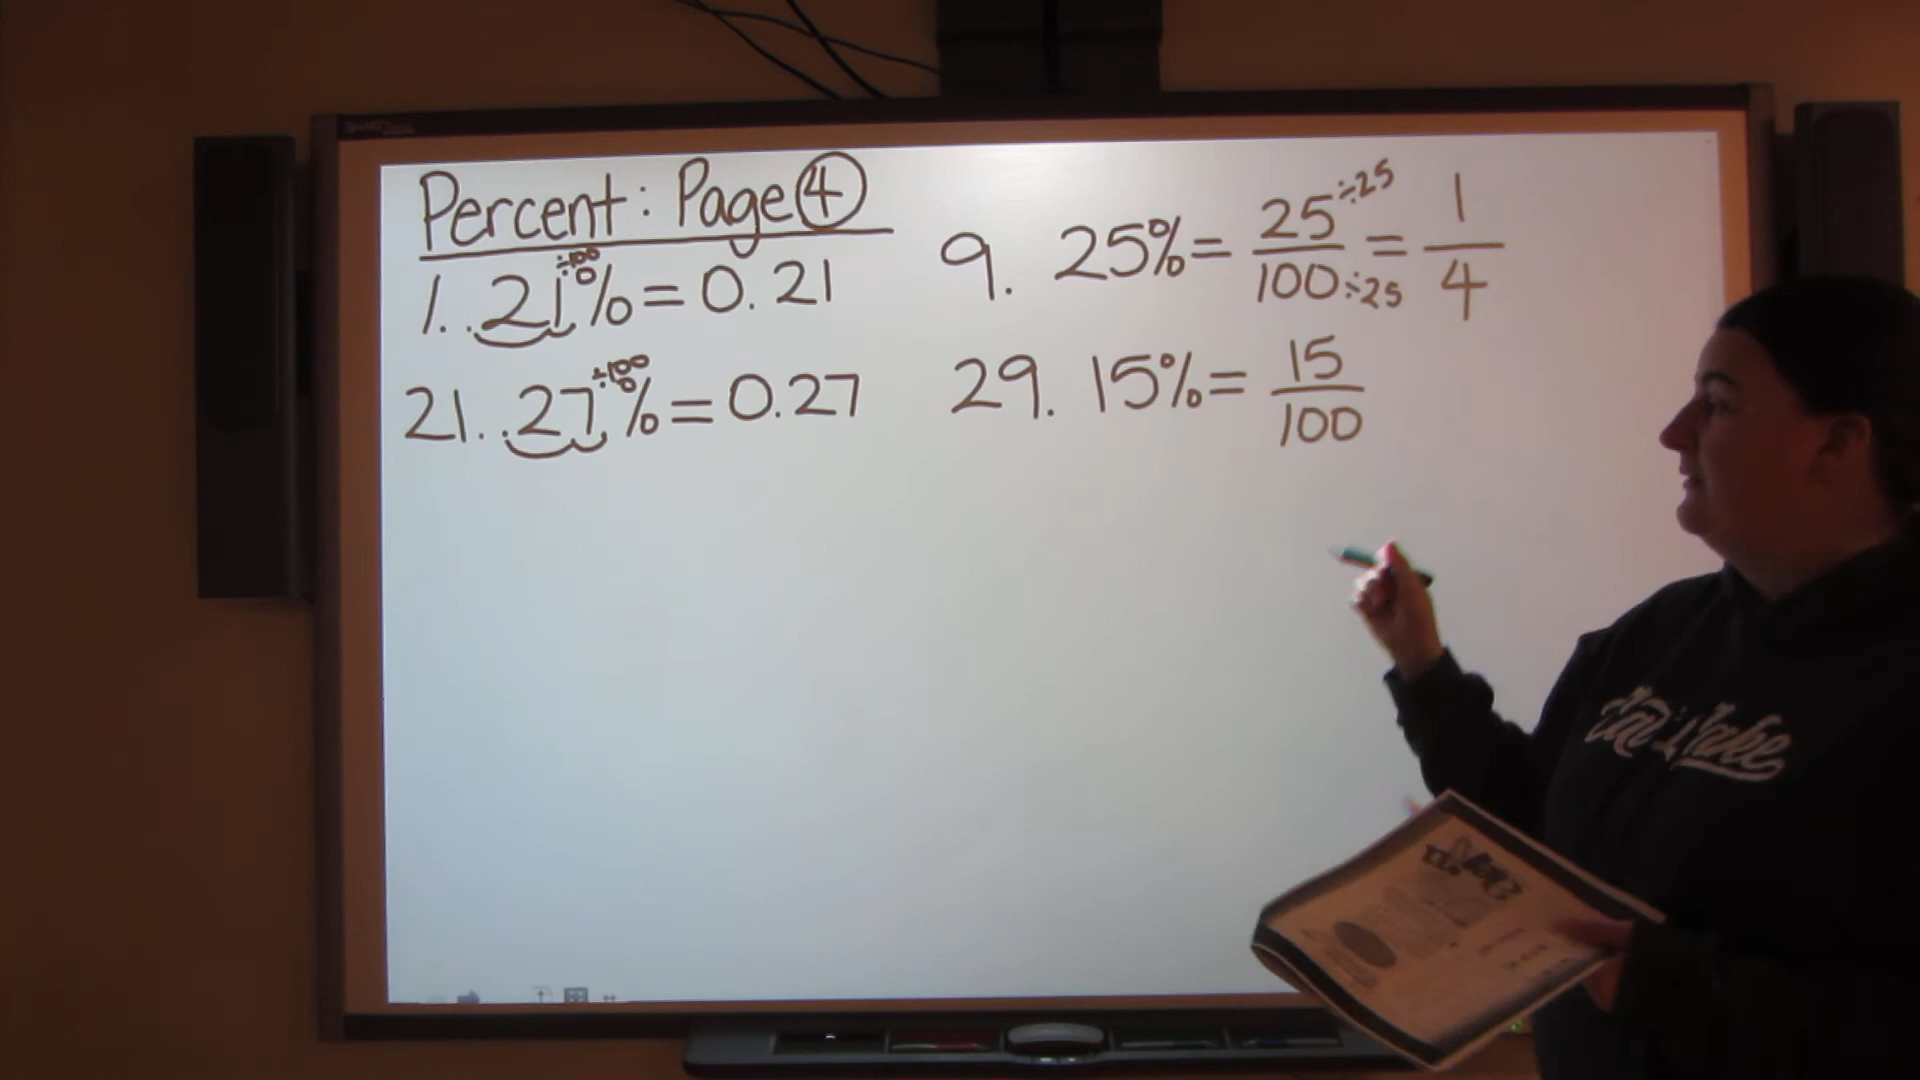 Percent: Page 4
÷100
1. .21% = 0.21
÷100
21. .27.% = 0.27
9. 25% = 25÷25/100÷25 = 1/4
29. 15% = 15/100